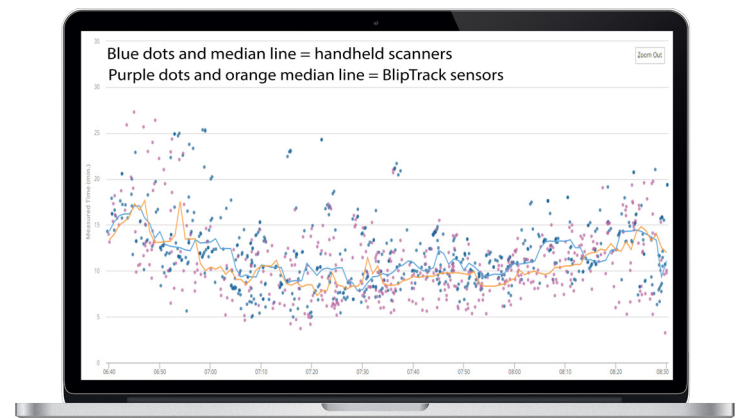 35
Blue dots and median line = handheld scanners
Zoom Out
Purple dots and orange median line = BlipTrack sensors
30
25
20
15
10
5
0
Measured Time (min.)
06:40 06:50 07:00 07:10 07:20 07:30 07:40 07:50 08:00 08:10 08:20 08:30